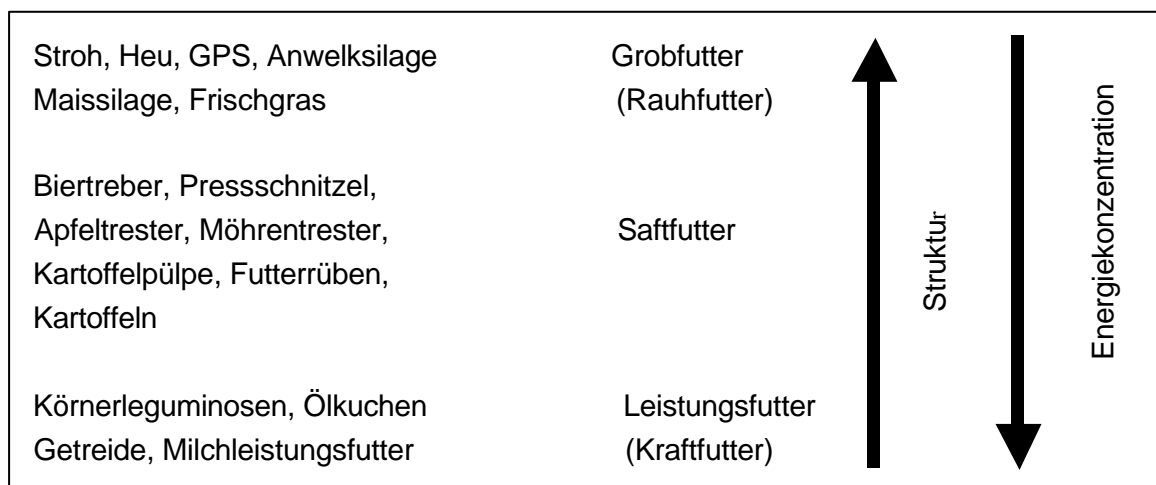 Stroh, Heu, GPS, Anwelksilage Grobfutter
Maissilage, Frischgras (Rauhfutter)
Biertreber, Pressschnitzel,
Apfeltrester, Möhrentrester, Saftfutter
Kartoffelpülpe, Futterrüben,
Kartoffeln
Körnerleguminosen, Ölkuchen Leistungsfutter
Getreide, Milchleistungsfutter (Kraftfutter)
Struktur
Energiekonzentration